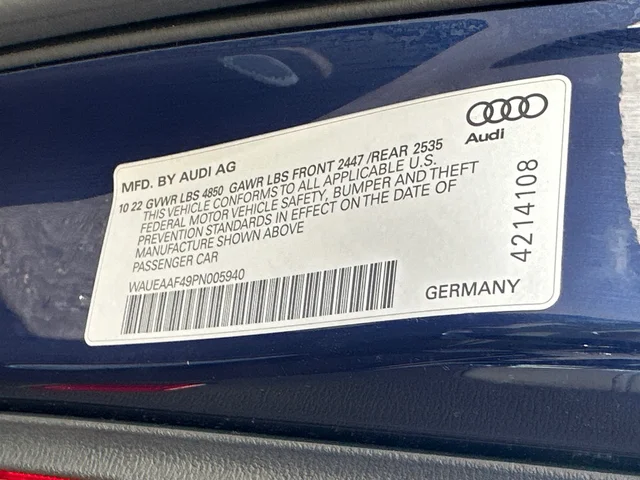 Audi
MFD. BY AUDI AG
10 22 GVWR LBS 4850 GAWR LBS FRONT 2447 /REAR 2535
THIS VEHICLE CONFORMS TO ALL APPLICABLE U.S.
FEDERAL MOTOR VEHICLE SAFETY, BUMPER AND THEFT
PREVENTION STANDARDS IN EFFECT ON THE DATE OF
MANUFACTURE SHOWN ABOVE
PASSENGER CAR
WAUEAAF49PN005940
GERMANY
4214108